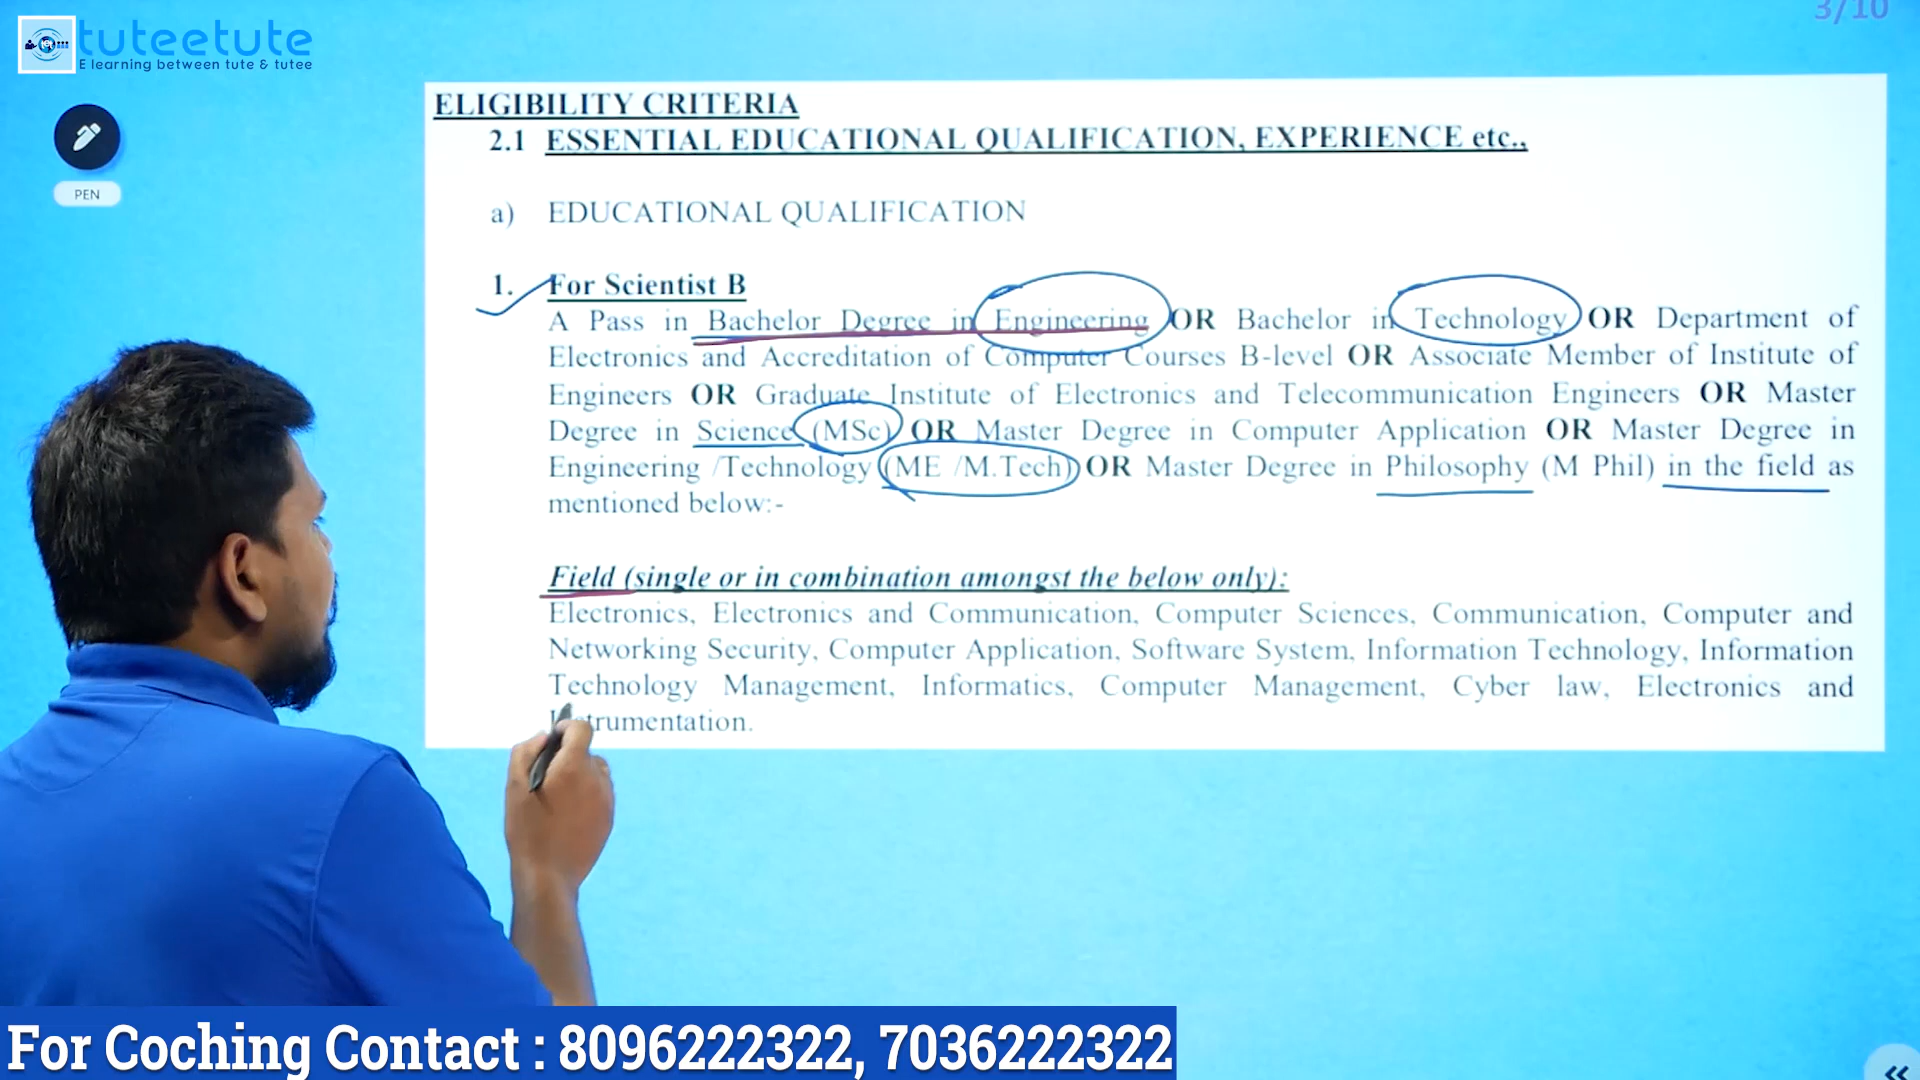 3/10
tuteetute
E learning between tute & tutee
PEN
ELIGIBILITY CRITERIA
2.1 ESSENTIAL EDUCATIONAL QUALIFICATION, EXPERIENCE etc.,
a) EDUCATIONAL QUALIFICATION
1. For Scientist B
A Pass in Bachelor Degree in Engineering OR Bachelor in Technology OR Department of
Electronics and Accreditation of Computer Courses B-level OR Associate Member of Institute of
Engineers OR Graduate Institute of Electronics and Telecommunication Engineers OR Master
Degree in Science (MSc) OR Master Degree in Computer Application OR Master Degree in
Engineering /Technology (ME /M.Tech) OR Master Degree in Philosophy (M Phil) in the field as
mentioned below:-
Field (single or in combination amongst the below only):
Electronics, Electronics and Communication, Computer Sciences, Communication, Computer and
Networking Security, Computer Application, Software System, Information Technology, Information
Technology Management, Informatics, Computer Management, Cyber law, Electronics and
Instrumentation.
For Coching Contact : 8096222322, 7036222322